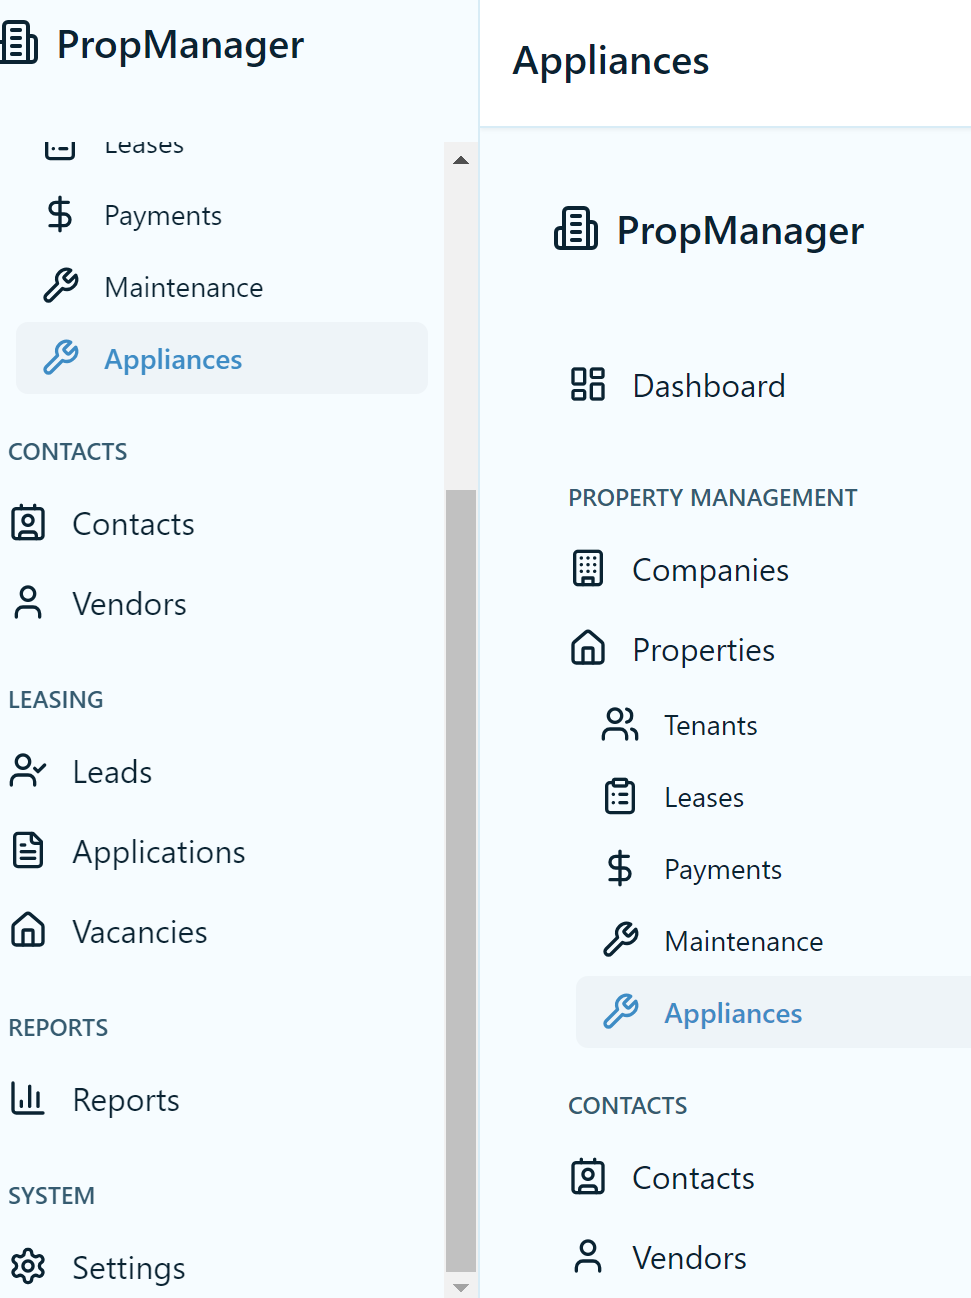 PropManager
Leases
Payments
Maintenance
Appliances
CONTACTS
Contacts
Vendors
LEASING
Leads
Applications
Vacancies
REPORTS
Reports
SYSTEM
Settings
Appliances
PropManager
Dashboard
PROPERTY MANAGEMENT
Companies
Properties
Tenants
Leases
Payments
Maintenance
Appliances
CONTACTS
Contacts
Vendors